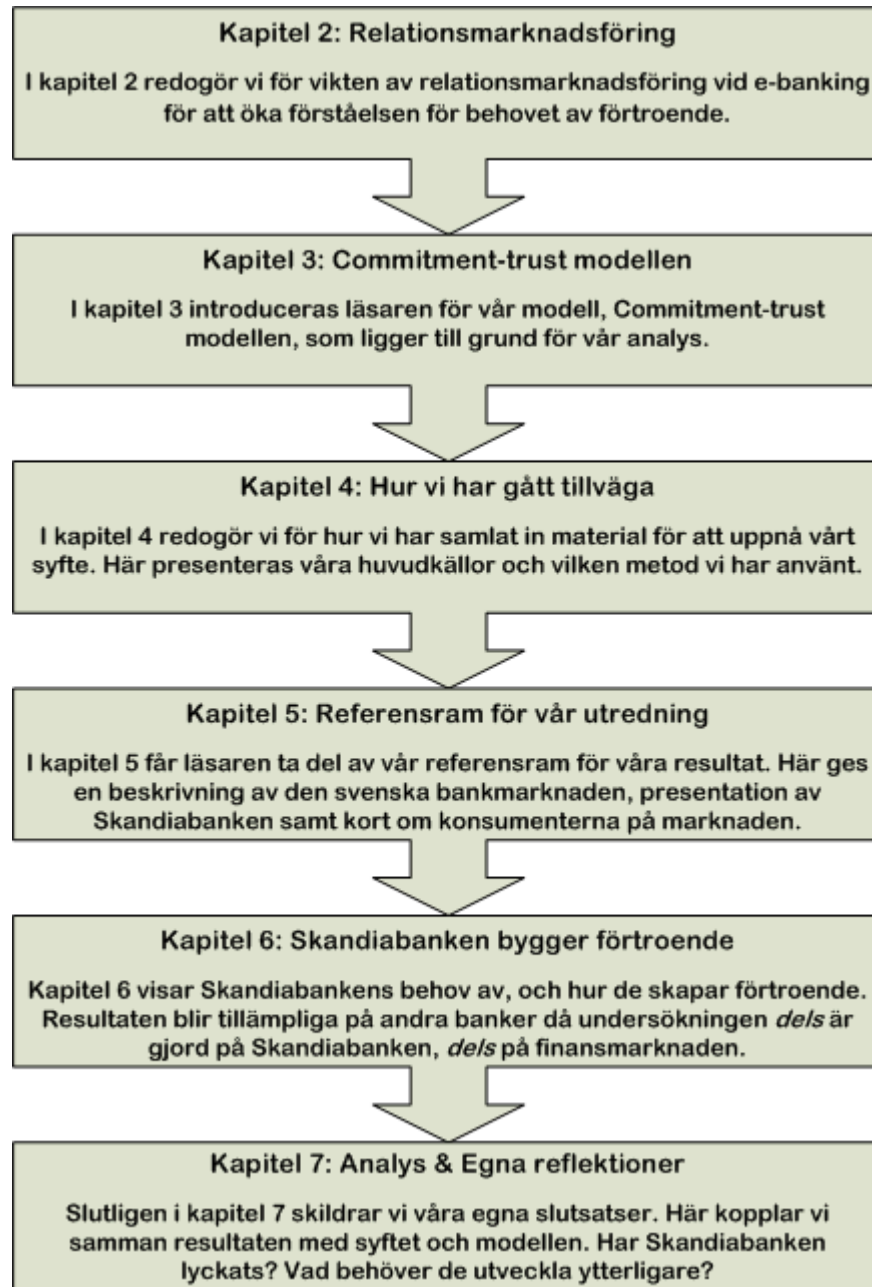 Kapitel 2: Relationsmarknadsföring
I kapitel 2 redogör vi för vikten av relationsmarknadsföring vid e-banking
för att öka förståelsen för behovet av förtroende.
Kapitel 3: Commitment-trust modellen
I kapitel 3 introduceras läsaren för vår modell, Commitment-trust
modellen, som ligger till grund för vår analys.
Kapitel 4: Hur vi har gått tillväga
I kapitel 4 redogör vi för hur vi har samlat in material för att uppnå vårt
syfte. Här presenteras våra huvudkällor och vilken metod vi har använt.
Kapitel 5: Referensram för vår utredning
I kapitel 5 får läsaren ta del av vår referensram för våra resultat. Här ges
en beskrivning av den svenska bankmarknaden, presentation av
Skandiabanken samt kort om konsumenterna på marknaden.
Kapitel 6: Skandiabanken bygger förtroende
Kapitel 6 visar Skandiabankens behov av, och hur de skapar förtroende.
Resultaten blir tillämpliga på andra banker då undersökningen dels är
gjord på Skandiabanken, dels på finansmarknaden.
Kapitel 7: Analys & Egna reflektioner
Slutligen i kapitel 7 skildrar vi våra egna slutsatser. Här kopplar vi
samman resultaten med syftet och modellen. Har Skandiabanken
lyckats? Vad behöver de utveckla ytterligare?